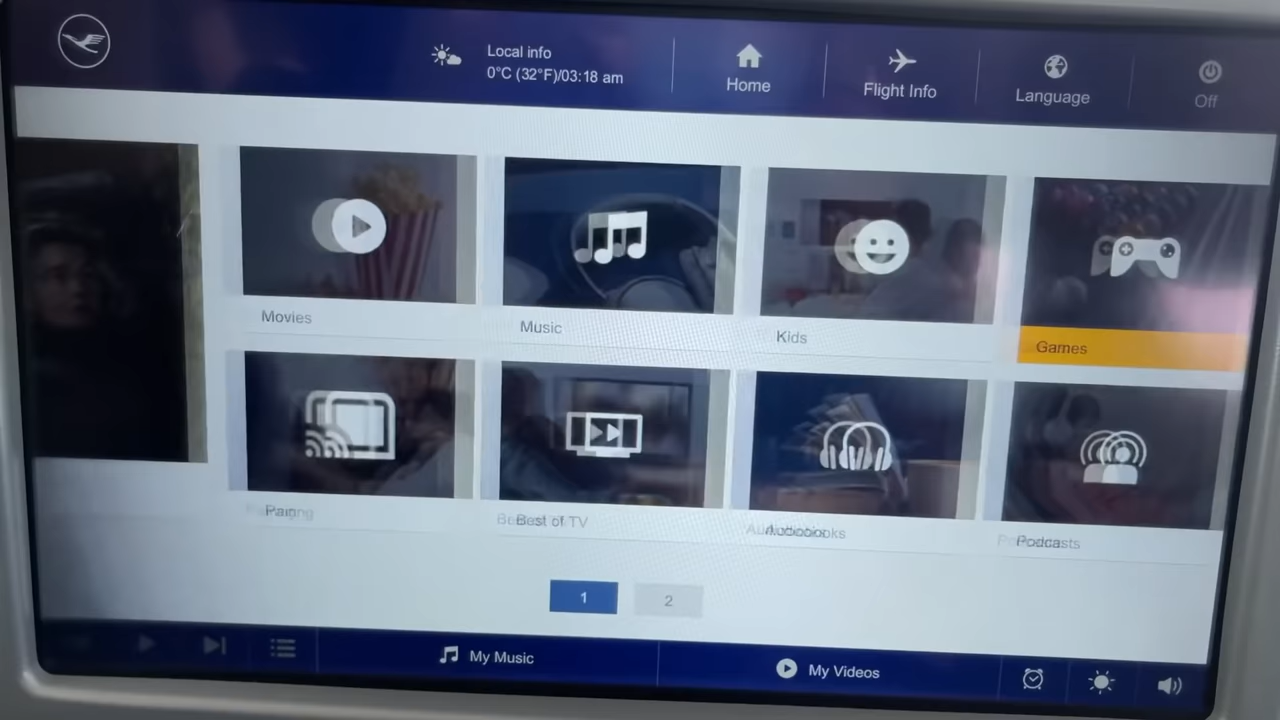 Local info
0°C (32°F)/03:18 am
Home
Flight Info
Language
Off
Movies
Music
Kids
Games
Pairing
Best of TV
Audiobooks
Podcasts
1
2
My Music
My Videos